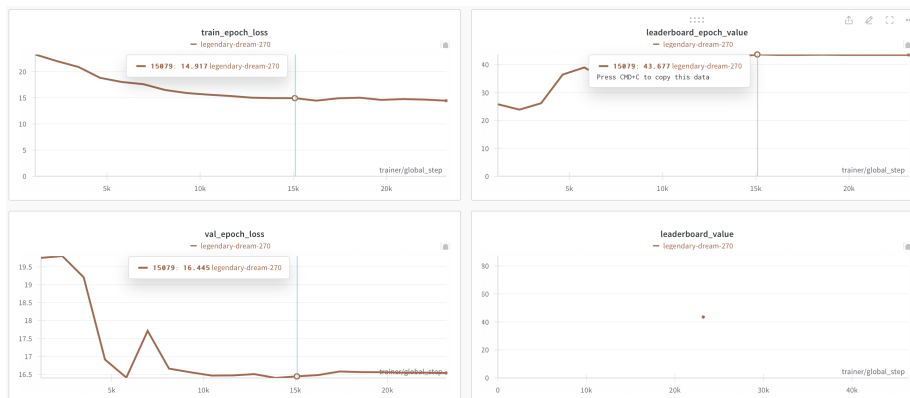 train_epoch_loss
legendary-dream-270
20
15
10
5
0
15079: 14.917 legendary-dream-270
trainer/global_step
5k
10k
15k
20k
leaderboard_epoch_value
legendary-dream-270
40
30
20
10
0
15079: 43.677 legendary-dream-270
Press CMD+C to copy this data
trainer/global_step
5k
10k
15k
20k
val_epoch_loss
legendary-dream-270
19.5
19
18.5
18
17.5
17
16.5
15079: 16.445 legendary-dream-270
trainer/global_step
5k
10k
15k
20k
leaderboard_value
legendary-dream-270
80
60
40
20
0
trainer/global_step
0
10k
20k
30k
40k